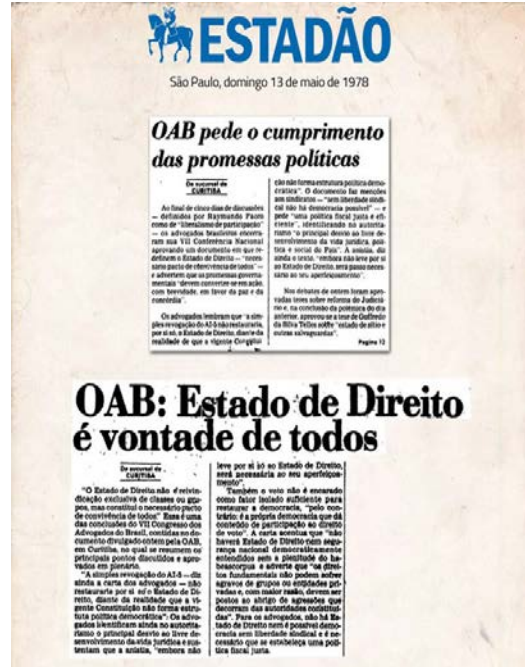 ESTADÃO
São Paulo, domingo 13 de maio de 1978
OAB pede o cumprimento
das promessas políticas
Da sucursal de
CURITIBA
Ao final de cinco dias de discussões
— definidos por Raymundo Faoro
como de "liberalismo de participação"
— os advogados brasileiros encerra-
ram sua VII Conferência Nacional
aprovando um documento em que re-
definem o Estado de Direito — "neces-
sário pacto de convivência de todos" —
e advertem que as promessas governa-
mentais "devem converter-se em ação,
com brevidade, em favor da paz e da
concórdia".
Os advogados lembram que "a sim-
ples revogação do AI-5 não restauraria,
por si só, o Estado de Direito, diante da
realidade de que a vigente Constitui-
ção não forma estrutura política demo-
crática". O documento faz menções
aos sindicatos — "sem liberdade sindi-
cal não há democracia possível" — e
pede "uma política fiscal justa e efi-
ciente", identificando no autorita-
rismo "o principal desvio ao livre de-
senvolvimento da vida jurídica, polí-
tica e social do País". A anistia, diz
ainda o texto, "embora não leve por si
ao Estado de Direito, será passo neces-
sário ao seu aperfeiçoamento".
Nos debates de ontem foram apro-
vadas teses sobre reforma do Judiciá-
rio e, na conclusão da polêmica do dia
anterior, aprovou-se a tese de Goffredo
da Silva Telles sobre "estado de sítio e
outras salvaguardas".
Pagina 12
OAB: Estado de Direito
é vontade de todos
Da sucursal de
CURITIBA
"O Estado de Direito não é reivin-
dicação exclusiva de classes ou gru-
pos, mas constitui o necessário pacto
de convivência de todos" Essa é uma
das conclusões do VII Congresso dos
Advogados do Brasil, contidas no do-
cumento divulgado ontem pela OAB,
em Curitiba, no qual se resumem os
principais pontos discutidos e apro-
vados em plenário.
"A simples revogação do AI-5 — diz
ainda a carta dos advogados — não
restaurarte por si só o Estado de Di-
reito, diante da realidade que a vi-
gente Constituição não forma estru-
tura política democrática": Os advo-
gados identificam ainda no autorita-
rismo o principal desvio ao livre de-
senvolvimento da vida jurídica e sus-
tentam que a anistia, "embora não
leve por si só ao Estado de Direito,
será necessária ao seu aperfeiçoa-
mento".
Também o voto não é encarado
como fator isolado suficiente para
restaurar a democracia, "pelo con-
trário: é a própria democracia que dá
conteúdo de participação ao direito
de voto". A carta acentua que "não
haverá Estado de Direito nem segu-
rança nacional democraticamente
entendidos sem a plenitude do ha-
beascorpus e adverte que "os direi-
tos fundamentais não podem sofrer
agravos de grupos ou entidades pri-
vadas e, com maior razão, devem ser
postos ao abrigo de agressões que
decorram das autoridades constituí-
das". Para os advogados, não há Es-
tado de Direito nem é possível demo-
cracia sem liberdade sindical e é ne-
cessário que se estabeleça uma polí-
tica fiscal justa.